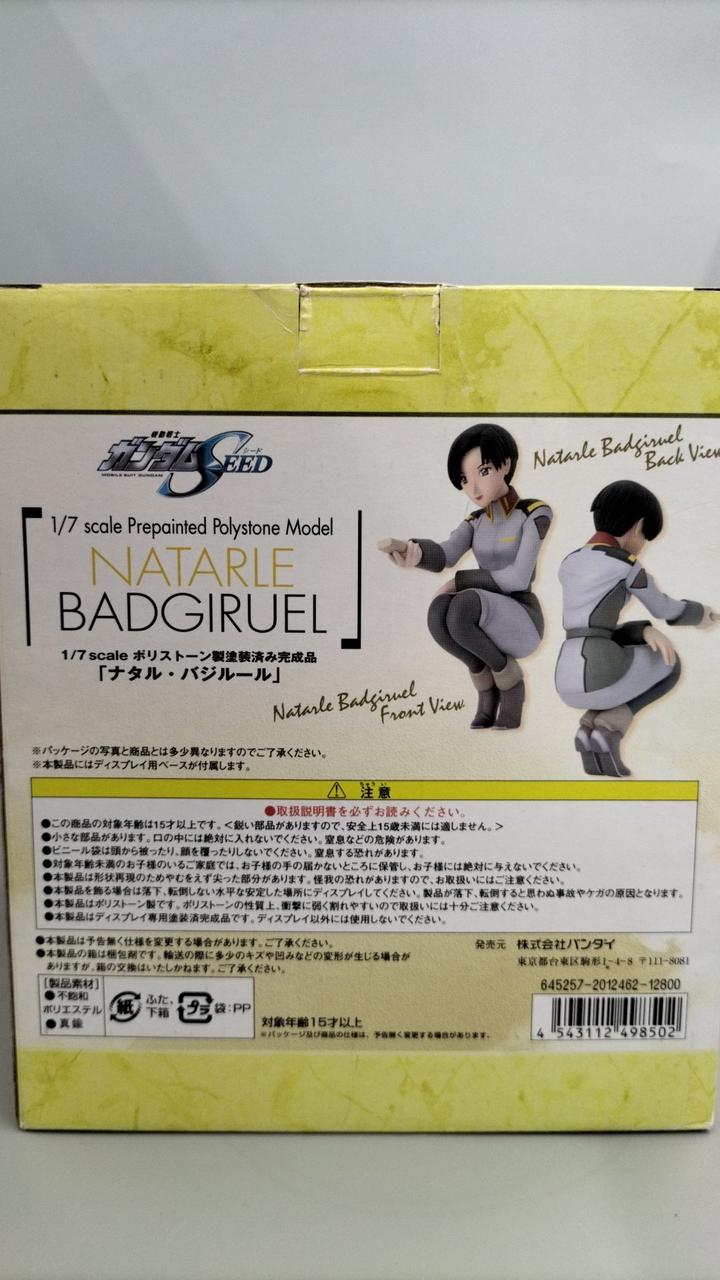 機動戦士
ガンダムSEED
シード
MOBILE SUIT GUNDAM
1/7 scale Prepainted Polystone Model
NATARLE
BADGIRUEL
1/7 scale ポリストーン製塗装済み完成品
「ナタル・バジルール」
Natarle Badgiruel
Back View
Natarle Badgiruel
Front View
※パッケージの写真と商品とは多少異なりますのでご了承ください。
※本製品にはディスプレイ用ベースが付属します。
ちゅうい
注意
●取扱説明書を必ずお読みください。
●この商品の対象年齢は15才以上です。<鋭い部品がありますので、安全上15歳未満には適しません。>
●小さな部品があります。口の中には絶対に入れないでください。窒息などの危険があります。
●ビニール袋は頭から被ったり、顔を覆ったりしないでください。窒息する恐れがあります。
●対象年齢未満のお子様のいるご家庭では、お子様の手の届かないところに保管し、お子様には絶対に与えないでください。
●本製品は形状再現のためやむをえず尖った部分があります。怪我の恐れがありますので、お取扱いにはご注意ください。
●本製品を飾る場合は落下、転倒しない水平な安定した場所にディスプレイしてください。製品が落下、転倒すると思わぬ事故やケガの原因となります。
●本製品はポリストーン製です。ポリストーンの性質上、衝撃に弱く割れやすいので取扱いには十分ご注意ください。
●本製品はディスプレイ専用塗装済完成品です。ディスプレイ以外には使用しないでください。
●本製品は予告無く仕様を変更する場合があります。ご了承ください。
●本製品の箱は梱包剤です。輸送の際に多少のキズや凹みなどの変形が生じる場合が
ありますが、箱の交換はいたしかねます。ご了承ください。
発売元 株式会社バンダイ
東京都台東区駒形1-4-8 〒111-8081
645257-2012462-12800
4 543112 498502
[製品素材]
●不飽和
ポリエステル
●真鍮
紙
ふた、
下箱
プラ
袋:PP
対象年齢15才以上
※パッケージ及び商品の仕様は、予告無く変更する場合があります。